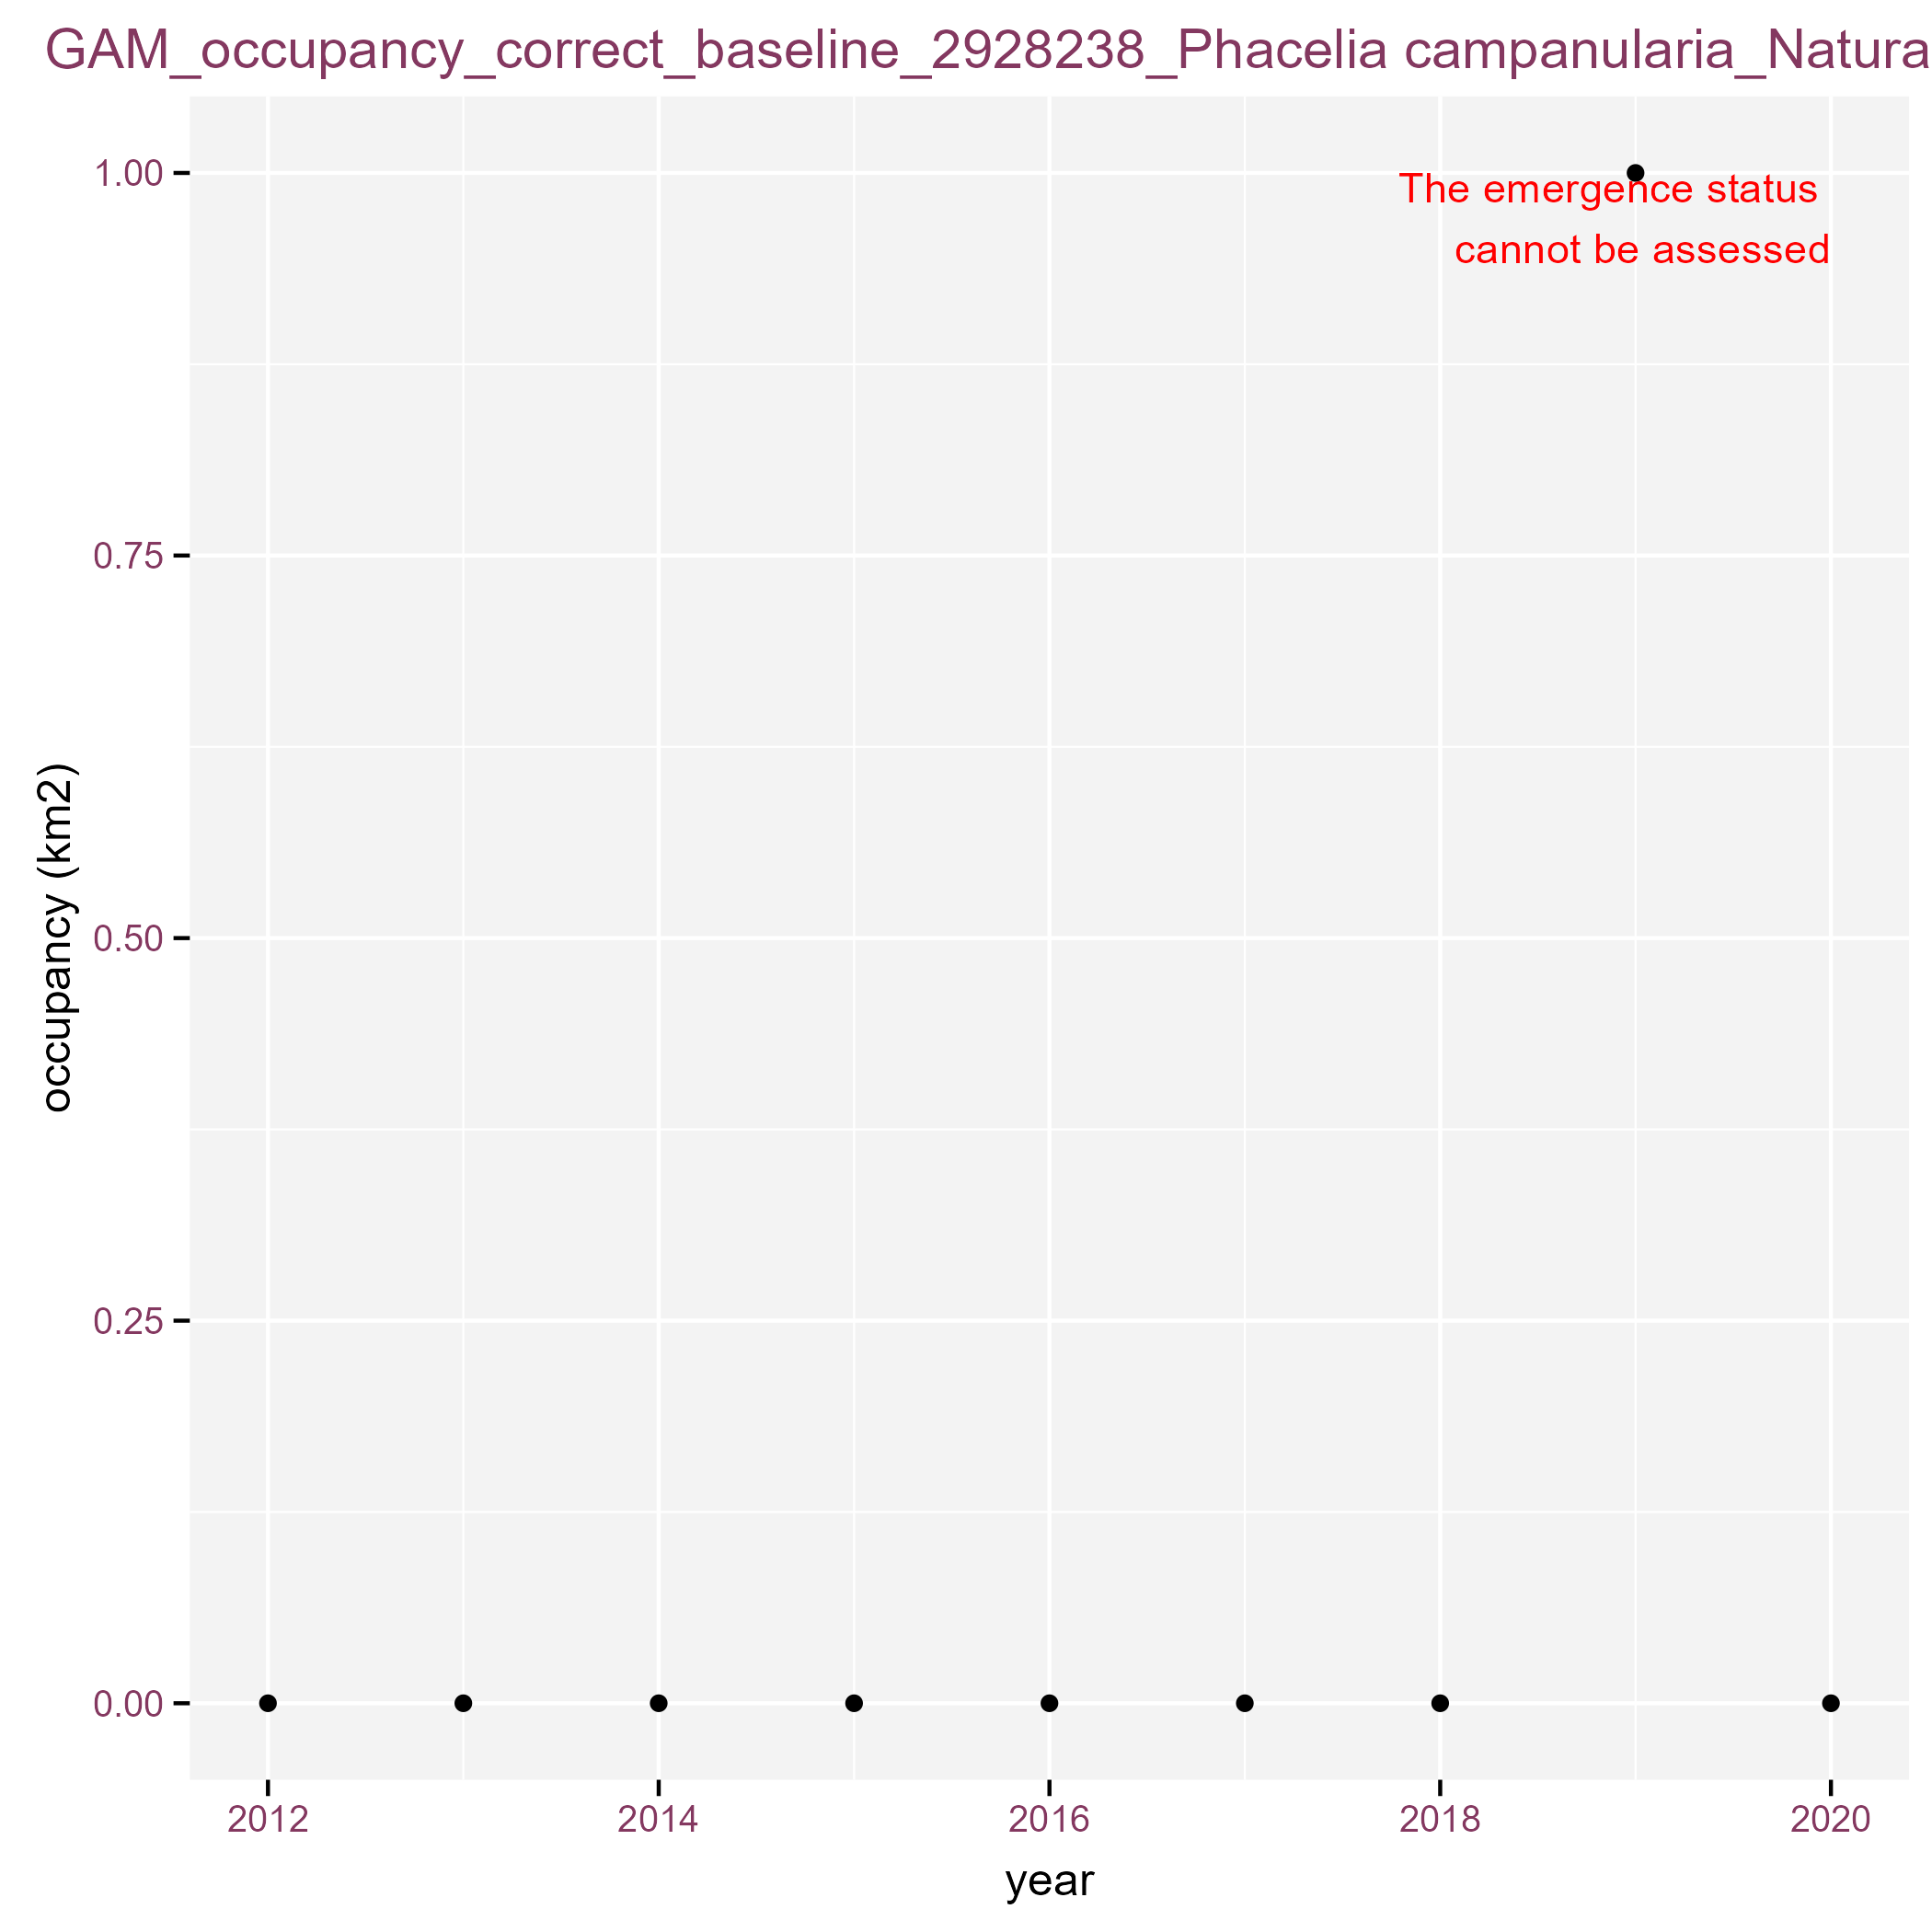 GAM_occupancy_correct_baseline_2928238_Phacelia campanularia_Natura
1.00
The emergence status
cannot be assessed
0.75
occupancy (km2)
0.50
0.25
0.00
2012 2014 2016 2018 2020
year